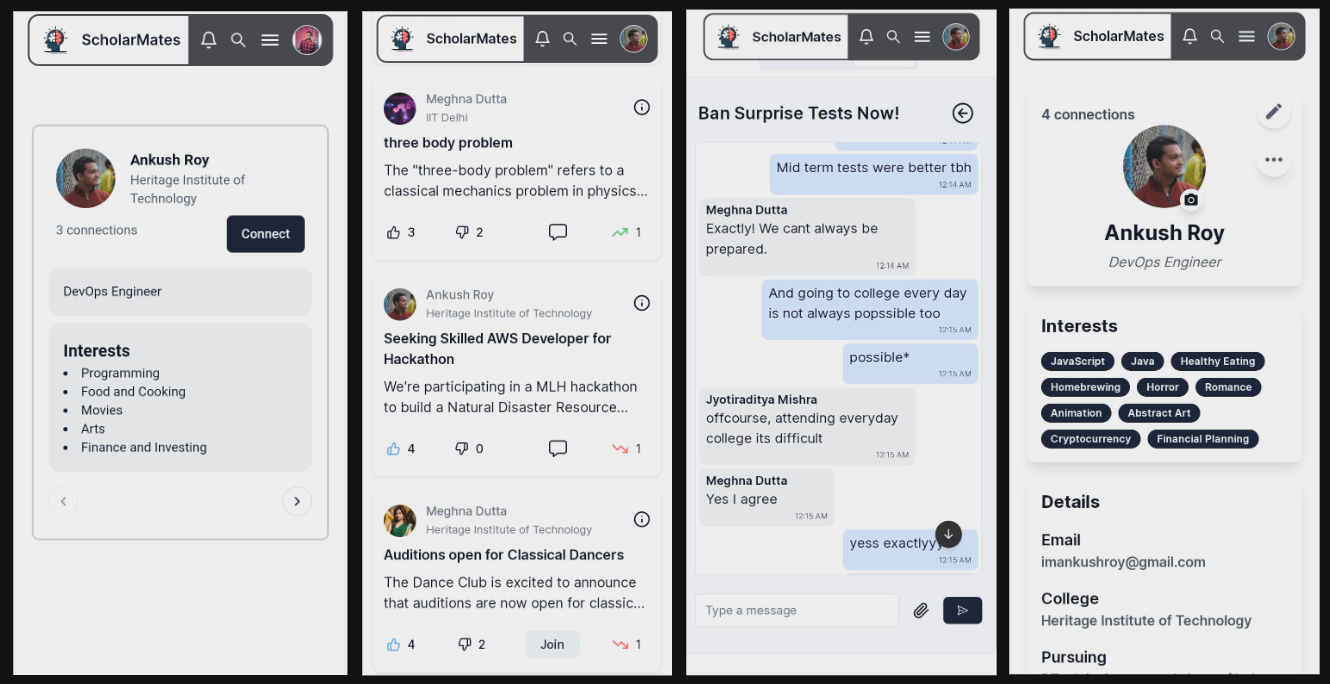 ScholarMates
Ankush Roy
Heritage Institute of
Technology
3 connections
Connect
DevOps Engineer
Interests
• Programming
• Food and Cooking
• Movies
• Arts
• Finance and Investing
ScholarMates
Meghna Dutta
IIT Delhi
three body problem
The "three-body problem" refers to a
classical mechanics problem in physics...
3 2 1
Ankush Roy
Heritage Institute of Technology
Seeking Skilled AWS Developer for
Hackathon
We're participating in a MLH hackathon
to build a Natural Disaster Resource...
4 0 1
Meghna Dutta
Heritage Institute of Technology
Auditions open for Classical Dancers
The Dance Club is excited to announce
that auditions are now open for classic...
4 2 Join 1
ScholarMates
Ban Surprise Tests Now!
Mid term tests were better tbh
12:14 AM
Meghna Dutta
Exactly! We cant always be
prepared.
12:14 AM
And going to college every day
is not always popssible too
12:15 AM
possible*
12:15 AM
Jyotiraditya Mishra
offcourse, attending everyday
college its difficult
12:15 AM
Meghna Dutta
Yes I agree
12:15 AM
yess exactlyyy
12:15 AM
Type a message
ScholarMates
4 connections
Ankush Roy
DevOps Engineer
Interests
JavaScript Java Healthy Eating
Homebrewing Horror Romance
Animation Abstract Art
Cryptocurrency Financial Planning
Details
Email
imankushroy@gmail.com
College
Heritage Institute of Technology
Pursuing